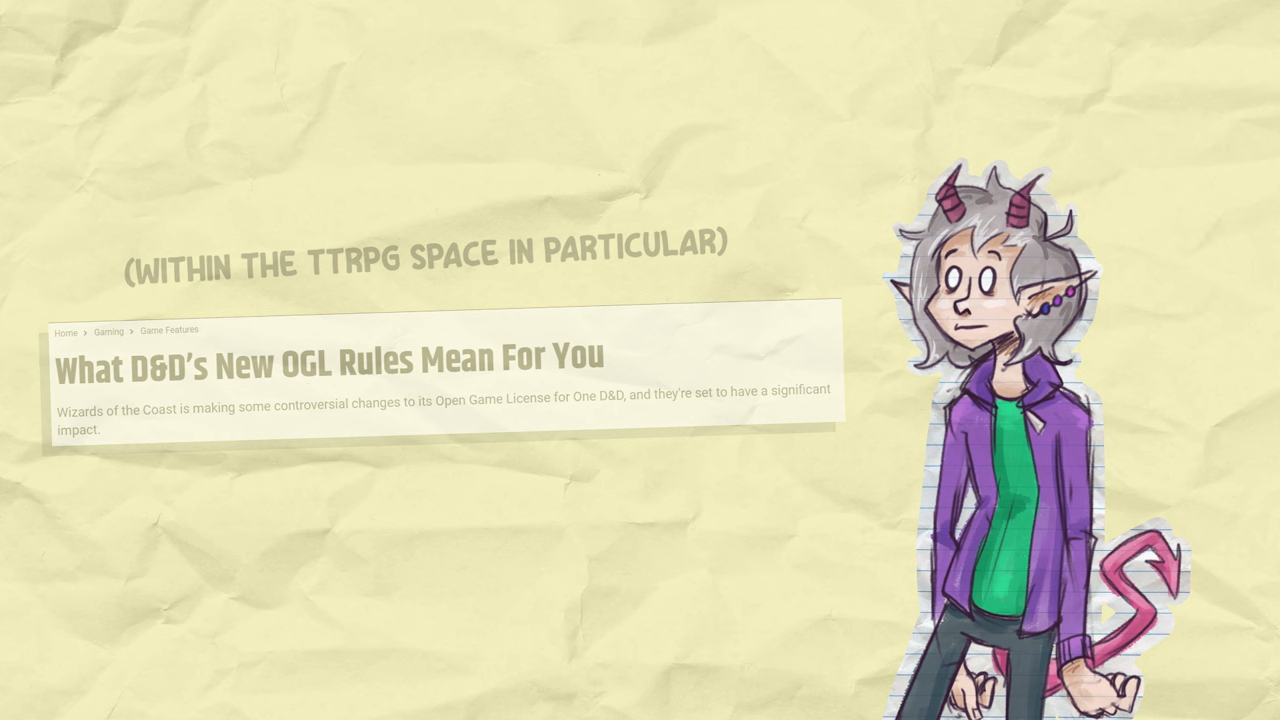 (WITHIN THE TTRPG SPACE IN PARTICULAR)
Home > Gaming > Game Features
What D&D's New OGL Rules Mean For You
Wizards of the Coast is making some controversial changes to its Open Game License for One D&D, and they're set to have a significant
impact.